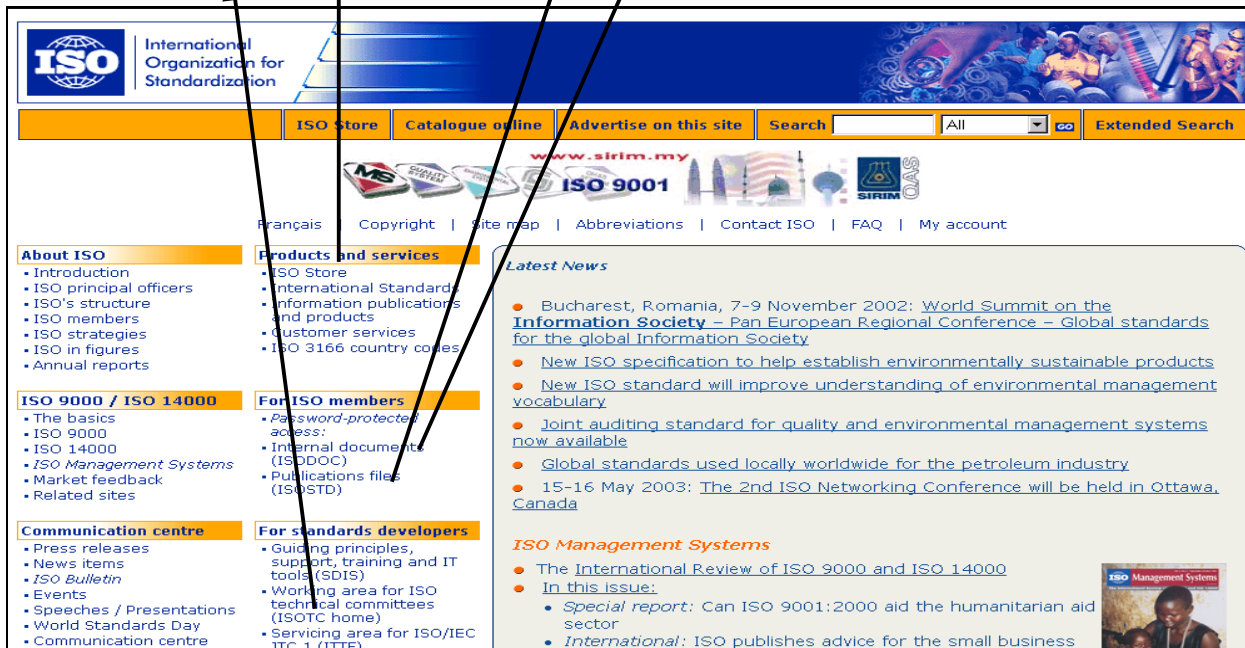 ISO
International
Organization for
Standardization
ISO Store
Catalogue online
Advertise on this site
Search
All
GO
Extended Search
www.sirim.my
MS
QUALITY SYSTEM
ISO 9001
SIRIM
QAS
Français | Copyright | Site map | Abbreviations | Contact ISO | FAQ | My account
About ISO
Introduction
ISO principal officers
ISO's structure
ISO members
ISO strategies
ISO in figures
Annual reports
ISO 9000 / ISO 14000
The basics
ISO 9000
ISO 14000
ISO Management Systems
Market feedback
Related sites
Communication centre
Press releases
News items
ISO Bulletin
Events
Speeches / Presentations
World Standards Day
Communication centre
Products and services
ISO Store
International Standards
Information publications
and products
Customer services
ISO 3166 country codes
For ISO members
Password-protected
access:
Internal documents
(ISODOC)
Publications files
(ISOSTD)
For standards developers
Guiding principles,
support, training and IT
tools (SDIS)
Working area for ISO
technical committees
(ISOTC home)
Servicing area for ISO/IEC
JTC 1 (ITTF)
Latest News
Bucharest, Romania, 7-9 November 2002: World Summit on the
Information Society – Pan European Regional Conference – Global standards
for the global Information Society
New ISO specification to help establish environmentally sustainable products
New ISO standard will improve understanding of environmental management
vocabulary
Joint auditing standard for quality and environmental management systems
now available
Global standards used locally worldwide for the petroleum industry
15-16 May 2003: The 2nd ISO Networking Conference will be held in Ottawa,
Canada
ISO Management Systems
The International Review of ISO 9000 and ISO 14000
In this issue:
Special report: Can ISO 9001:2000 aid the humanitarian aid
sector
International: ISO publishes advice for the small business
ISO Management Systems